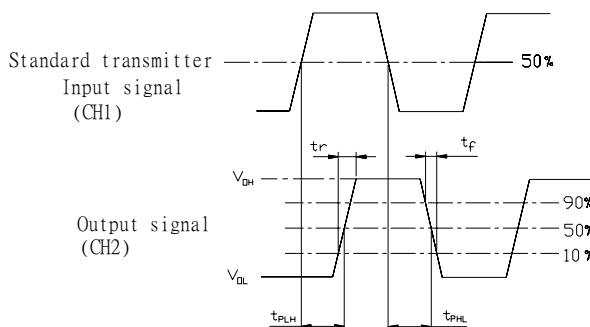 Standard transmitter
Input signal
(CH1)
50%
tr
tf
VOH
90%
Output signal
(CH2)
50%
10%
VOL
tPLH
tPHL